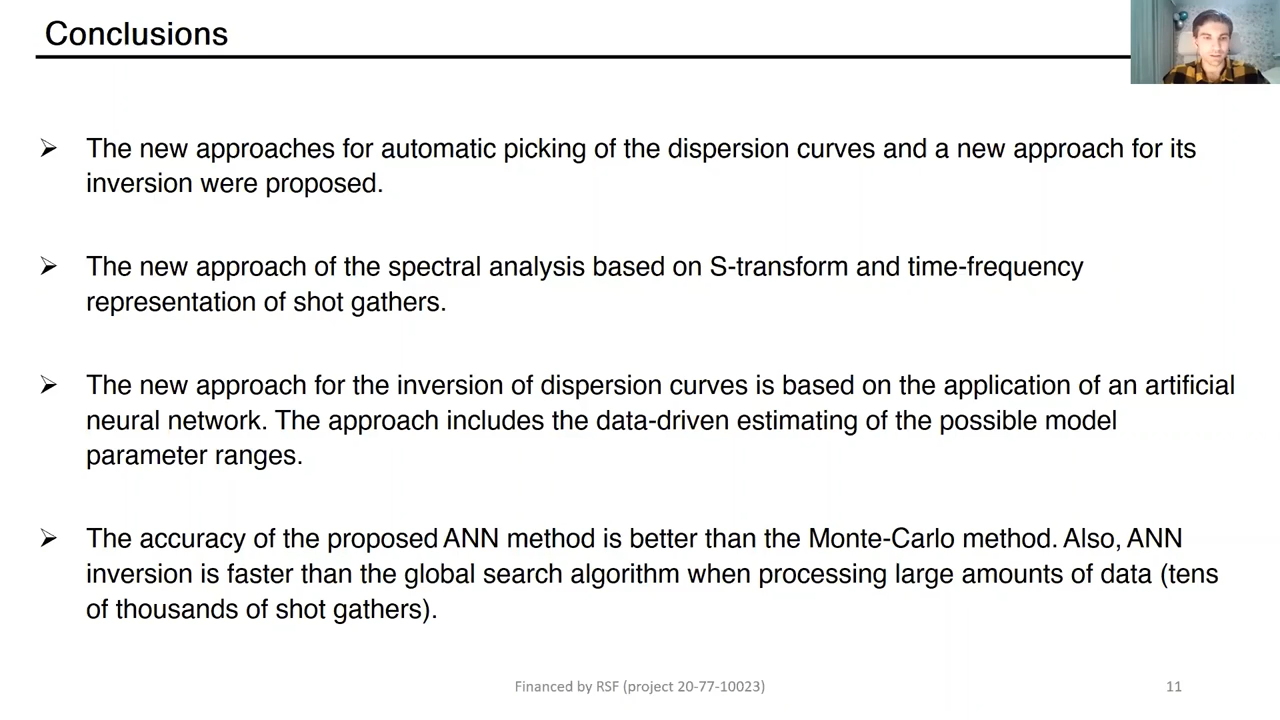 Conclusions
The new approaches for automatic picking of the dispersion curves and a new approach for its
inversion were proposed.
The new approach of the spectral analysis based on S-transform and time-frequency
representation of shot gathers.
The new approach for the inversion of dispersion curves is based on the application of an artificial
neural network. The approach includes the data-driven estimating of the possible model
parameter ranges.
The accuracy of the proposed ANN method is better than the Monte-Carlo method. Also, ANN
inversion is faster than the global search algorithm when processing large amounts of data (tens
of thousands of shot gathers).
Financed by RSF (project 20-77-10023)
11